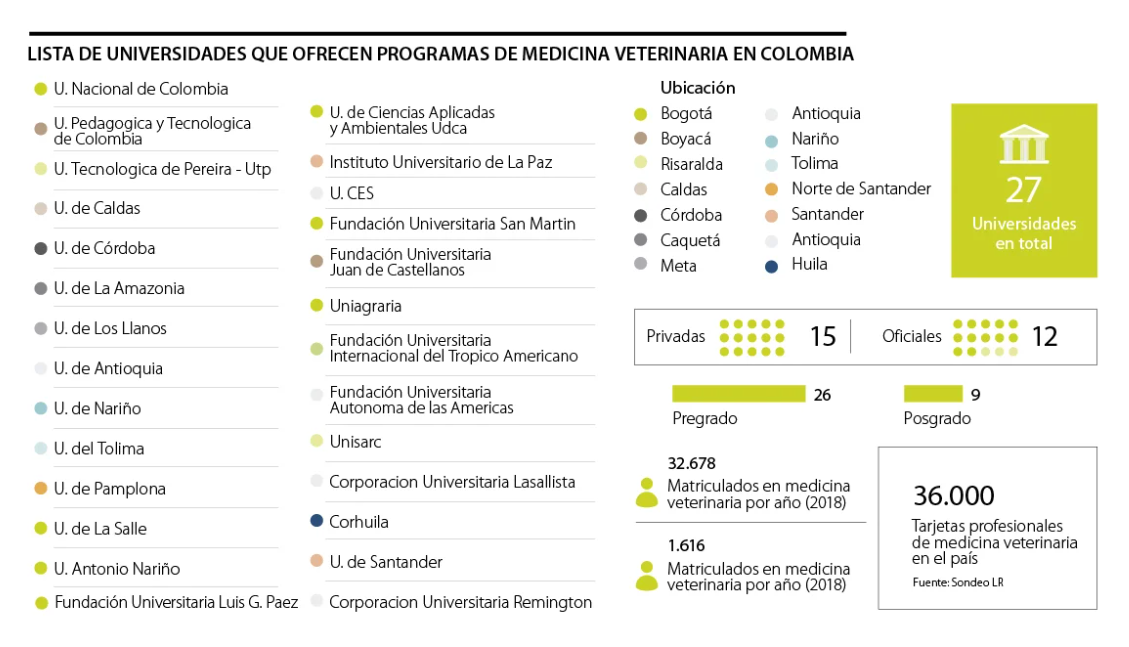 LISTA DE UNIVERSIDADES QUE OFRECEN PROGRAMAS DE MEDICINA VETERINARIA EN COLOMBIA
U. Nacional de Colombia
U. Pedagogica y Tecnologica
de Colombia
U. Tecnologica de Pereira - Utp
U. de Caldas
U. de Córdoba
U. de La Amazonia
U. de Los Llanos
U. de Antioquia
U. de Nariño
U. del Tolima
U. de Pamplona
U. de La Salle
U. Antonio Nariño
Fundación Universitaria Luis G. Paez
U. de Ciencias Aplicadas
y Ambientales Udca
Instituto Universitario de La Paz
U. CES
Fundación Universitaria San Martin
Fundación Universitaria
Juan de Castellanos
Uniagraria
Fundación Universitaria
Internacional del Tropico Americano
Fundación Universitaria
Autonoma de las Americas
Unisarc
Corporacion Universitaria Lasallista
Corhuila
U. de Santander
Corporacion Universitaria Remington
Ubicación
Bogotá
Boyacá
Risaralda
Caldas
Córdoba
Caquetá
Meta
Antioquia
Nariño
Tolima
Norte de Santander
Santander
Antioquia
Huila
27
Universidades
en total
Privadas
15
Oficiales
12
26
Pregrado
9
Posgrado
32.678
Matriculados en medicina
veterinaria por año (2018)
1.616
Matriculados en medicina
veterinaria por año (2018)
36.000
Tarjetas profesionales
de medicina veterinaria
en el país
Fuente: Sondeo LR